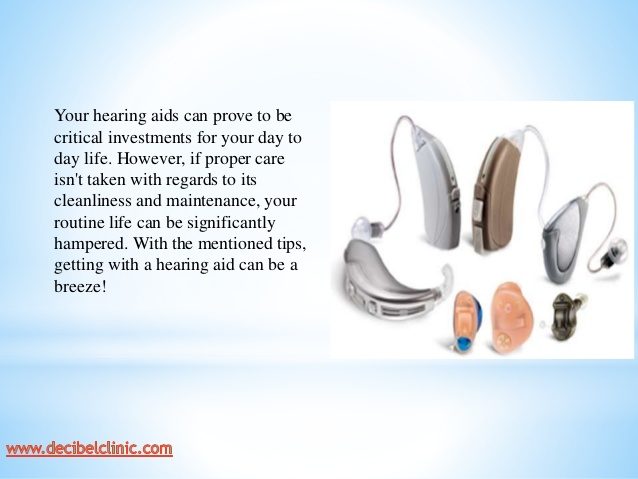 Your hearing aids can prove to be
critical investments for your day to
day life. However, if proper care
isn't taken with regards to its
cleanliness and maintenance, your
routine life can be significantly
hampered. With the mentioned tips,
getting with a hearing aid can be a
breeze!
www.decibelclinic.com